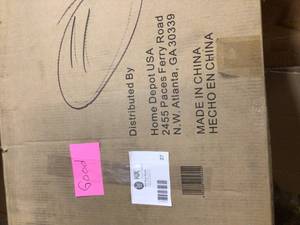 Distributed By
Home Depot USA
2455 Paces Ferry Road
N.W. Atlanta, GA 30339
MADE IN CHINA
HECHO EN CHINA
Good